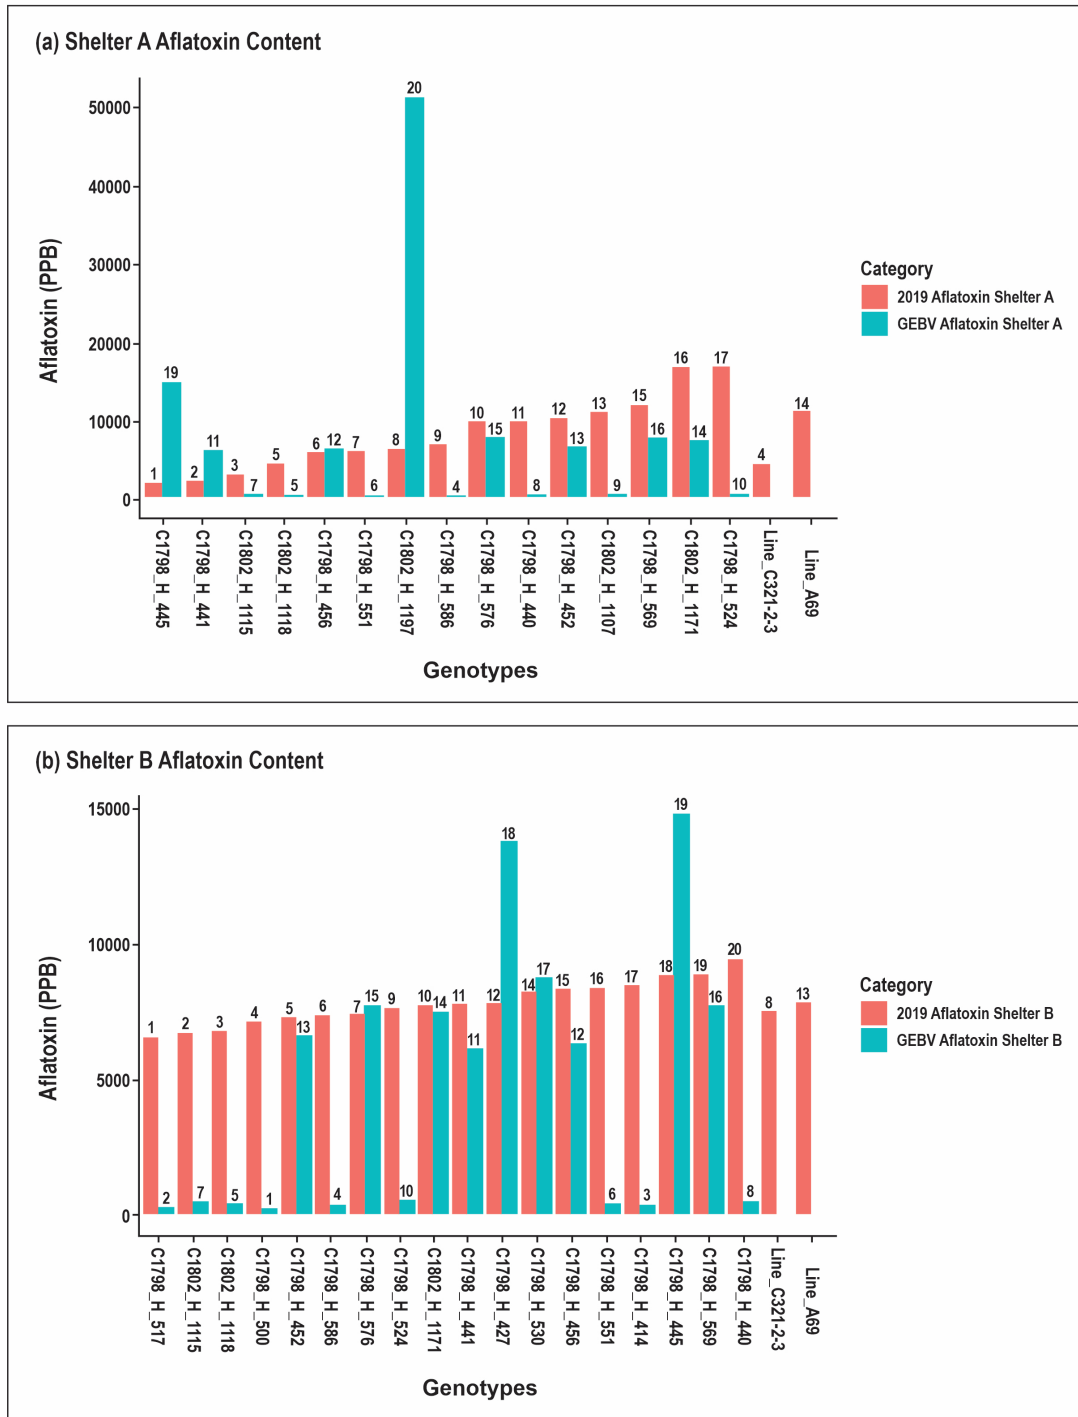 (a) Shelter A Aflatoxin Content
50000
40000
30000
20000
10000
0
Aflatoxin (PPB)
1 19 2 11 3 7 5 5 6 12 7 6 8 20 9 4 10 15 11 8 12 13 13 9 15 16 16 14 17 10 4 14
C1798_H_445
C1798_H_441
C1802_H_1115
C1802_H_1118
C1798_H_456
C1798_H_551
C1802_H_1197
C1798_H_586
C1798_H_576
C1798_H_440
C1798_H_452
C1802_H_1107
C1798_H_569
C1802_H_1171
C1798_H_524
Line_C321-2-3
Line_A69
Genotypes
Category
2019 Aflatoxin Shelter A
GEBV Aflatoxin Shelter A
(b) Shelter B Aflatoxin Content
15000
10000
5000
0
Aflatoxin (PPB)
1 2 2 7 3 5 4 1 5 13 6 4 7 15 9 10 10 14 11 11 12 18 14 17 15 12 16 6 17 3 18 19 19 16 20 8 8 13
C1798_H_517
C1802_H_1115
C1802_H_1118
C1798_H_500
C1798_H_452
C1798_H_586
C1798_H_576
C1798_H_524
C1802_H_1171
C1798_H_441
C1798_H_427
C1798_H_530
C1798_H_456
C1798_H_551
C1798_H_414
C1798_H_445
C1798_H_569
C1798_H_440
Line_C321-2-3
Line_A69
Genotypes
Category
2019 Aflatoxin Shelter B
GEBV Aflatoxin Shelter B